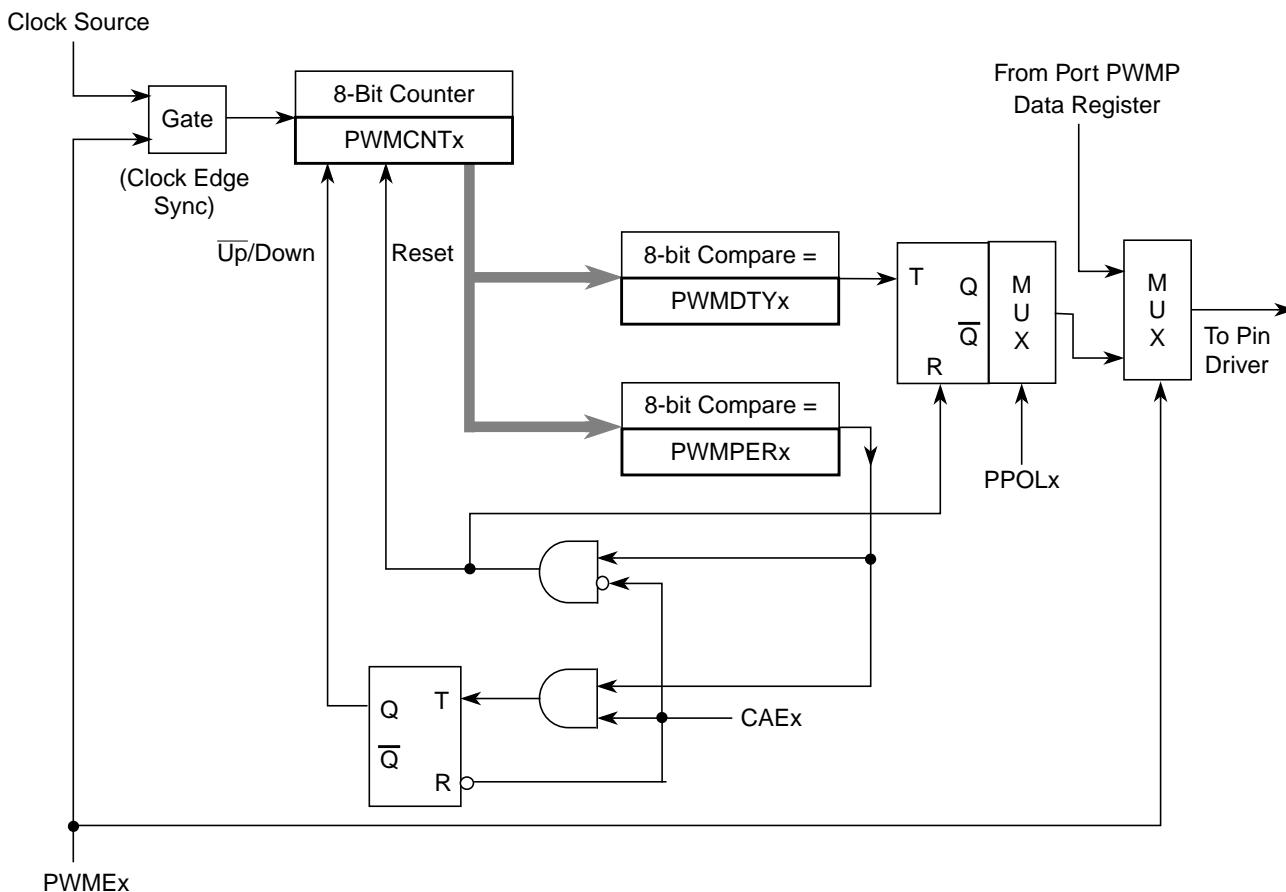 Clock Source
Gate
(Clock Edge
Sync)
8-Bit Counter
PWMCNTx
From Port PWMP
Data Register
U̅p̅/Down
Reset
8-bit Compare =
PWMDTYx
T
Q
Q̅
R
M
U
X
M
U
X
To Pin
Driver
8-bit Compare =
PWMPERx
PPOLx
Q
T
Q̅
R
CAEx
PWMEx